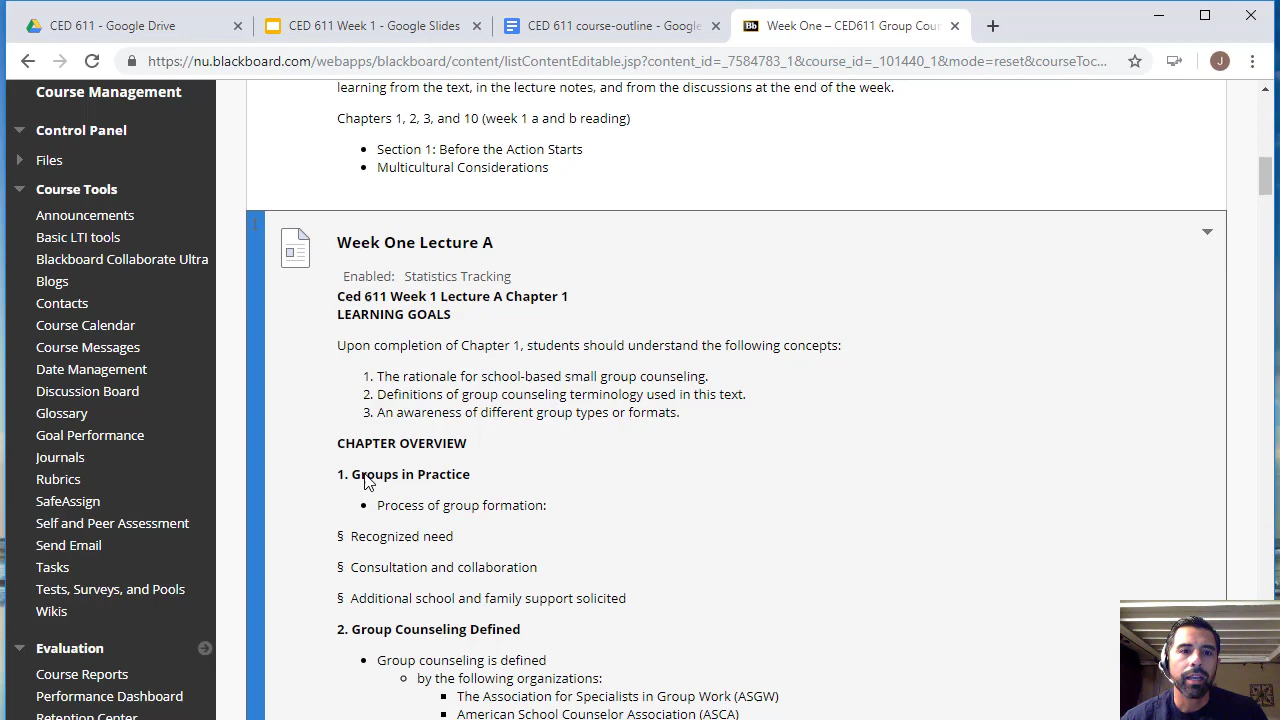 CED 611 - Google Drive
CED 611 Week 1 - Google Slides
CED 611 course-outline - Google
Bb Week One – CED611 Group Cou
https://nu.blackboard.com/webapps/blackboard/content/listContentEditable.jsp?content_id=_7584783_1&course_id=_101440_1&mode=reset&courseToc...
J
Course Management
Control Panel
Files
Course Tools
Announcements
Basic LTI tools
Blackboard Collaborate Ultra
Blogs
Contacts
Course Calendar
Course Messages
Date Management
Discussion Board
Glossary
Goal Performance
Journals
Rubrics
SafeAssign
Self and Peer Assessment
Send Email
Tasks
Tests, Surveys, and Pools
Wikis
Evaluation
Course Reports
Performance Dashboard
Retention Center
learning from the text, in the lecture notes, and from the discussions at the end of the week.
Chapters 1, 2, 3, and 10 (week 1 a and b reading)
• Section 1: Before the Action Starts
• Multicultural Considerations
Week One Lecture A
Enabled: Statistics Tracking
Ced 611 Week 1 Lecture A Chapter 1
LEARNING GOALS
Upon completion of Chapter 1, students should understand the following concepts:
1. The rationale for school-based small group counseling.
2. Definitions of group counseling terminology used in this text.
3. An awareness of different group types or formats.
CHAPTER OVERVIEW
1. Groups in Practice
• Process of group formation:
§ Recognized need
§ Consultation and collaboration
§ Additional school and family support solicited
2. Group Counseling Defined
• Group counseling is defined
by the following organizations:
The Association for Specialists in Group Work (ASGW)
American School Counselor Association (ASCA)